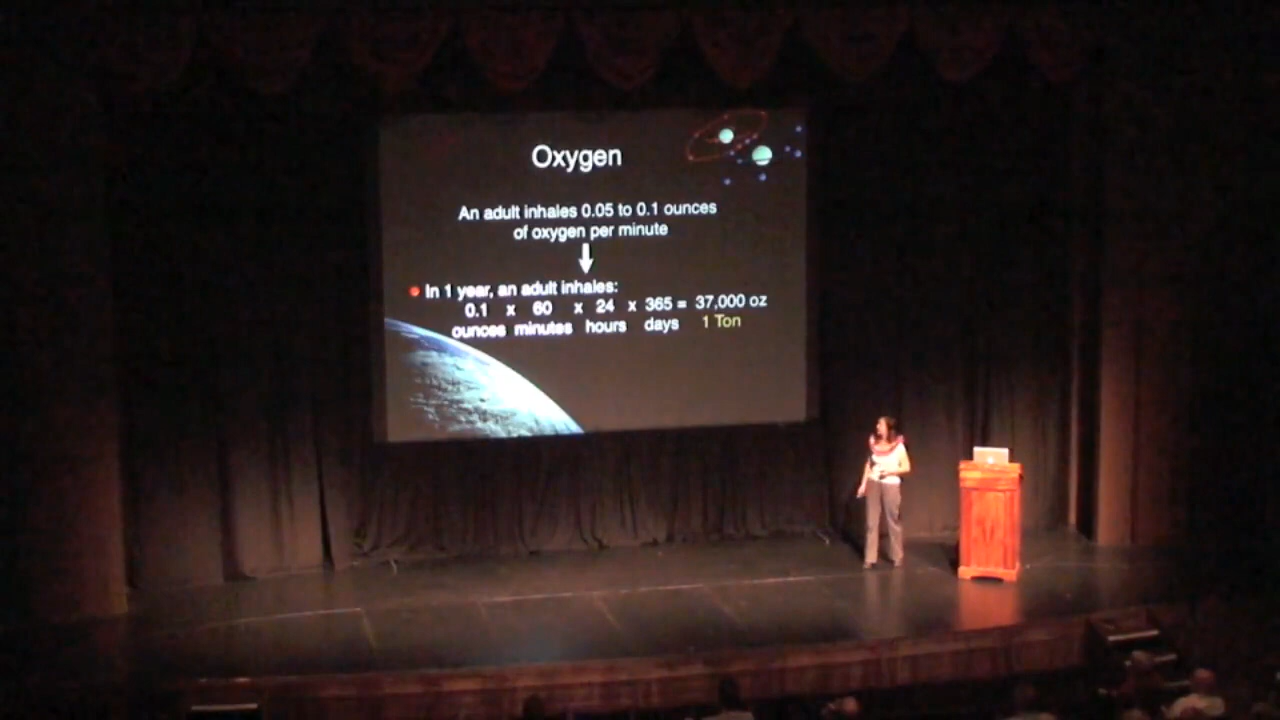 Oxygen
An adult inhales 0.05 to 0.1 ounces
of oxygen per minute
In 1 year, an adult inhales:
0.1 x 60 x 24 x 365 = 37,000 oz
ounces minutes hours days 1 Ton